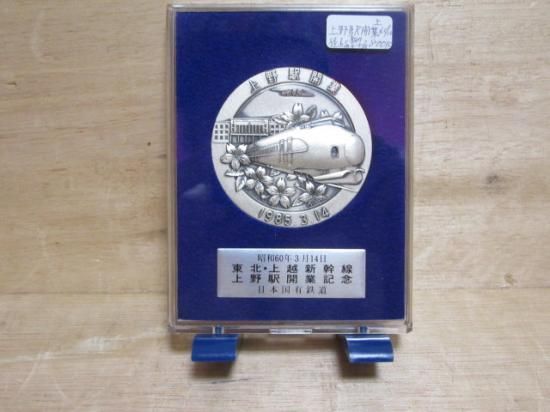 上
上野駅開業
1985.3.14
昭和60年3月14日
東北・上越新幹線
上野駅開業記念
日本国有鉄道